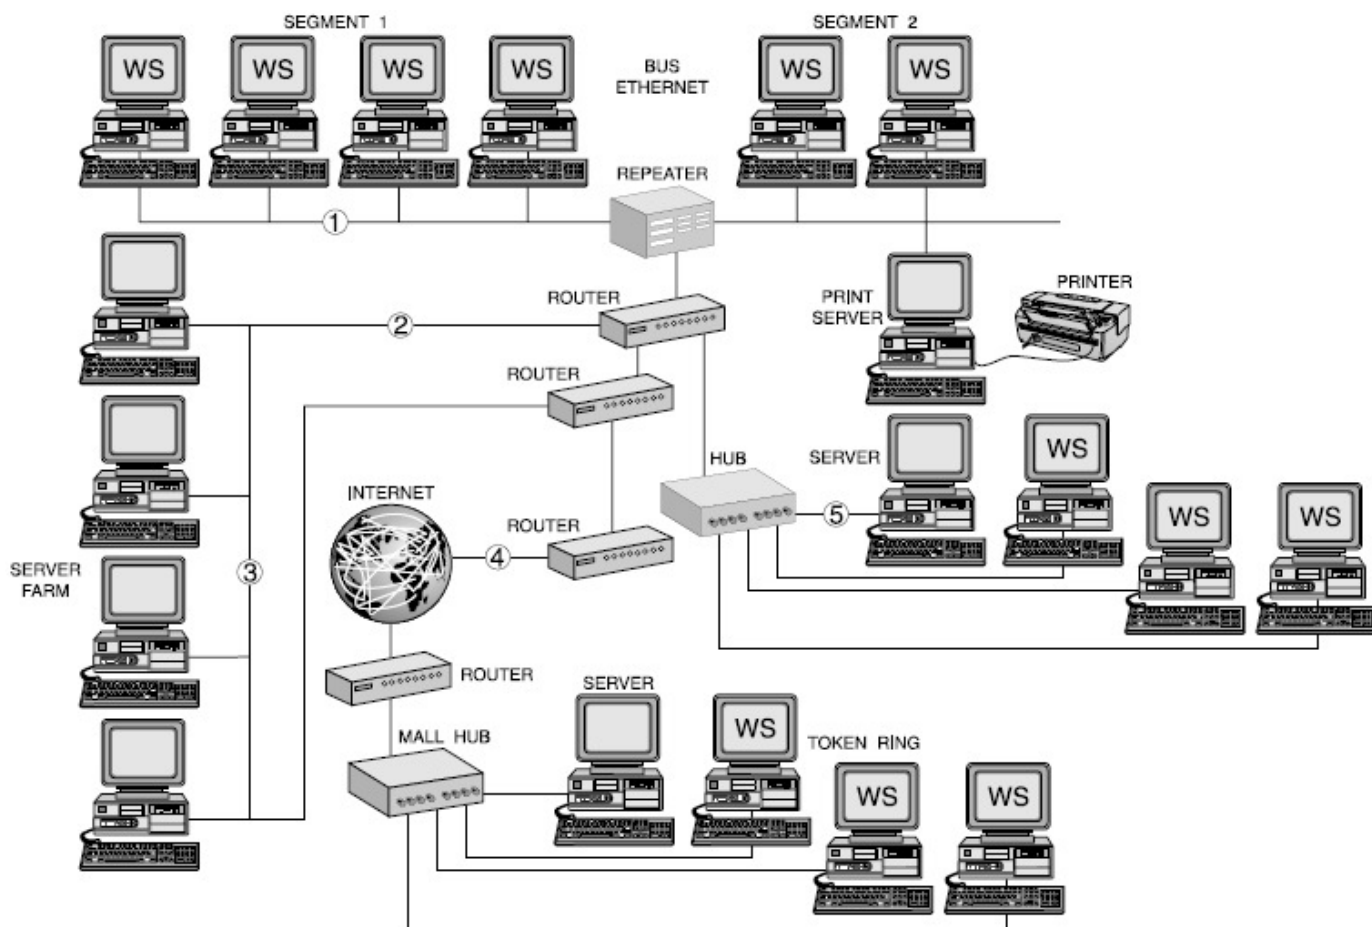 SEGMENT 1
SEGMENT 2
WS
WS
WS
WS
BUS
ETHERNET
WS
WS
REPEATER
1
ROUTER
2
PRINT
SERVER
PRINTER
ROUTER
HUB
SERVER
WS
INTERNET
ROUTER
5
WS
WS
4
SERVER
FARM
3
ROUTER
SERVER
WS
MALL HUB
TOKEN RING
WS
WS